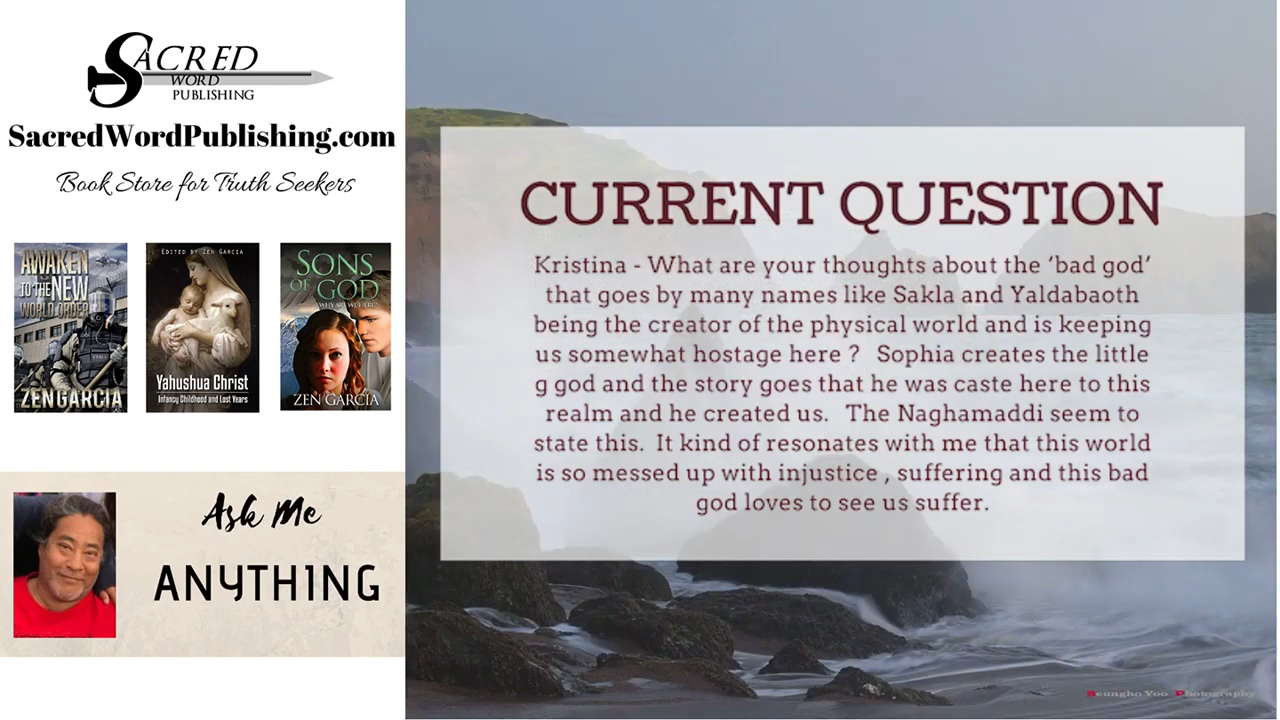 SACRED
WORD
PUBLISHING
SacredWordPublishing.com
Book Store for Truth Seekers
AWAKEN
TO THE NEW
WORLD ORDER
ZEN GARCIA
EDITED BY ZEN GARCIA
Yahushua Christ
Infancy Childhood and Lost Years
SONS
OF GOD
WHY ARE WE HERE?
ZEN GARCIA
Ask Me
ANYTHING
CURRENT QUESTION
Kristina - What are your thoughts about the ‘bad god’
that goes by many names like Sakla and Yaldabaoth
being the creator of the physical world and is keeping
us somewhat hostage here ?   Sophia creates the little
g god and the story goes that he was caste here to this
realm and he created us.   The Naghamaddi seem to
state this.  It kind of resonates with me that this world
is so messed up with injustice , suffering and this bad
god loves to see us suffer.
Seungho Yoo Photography